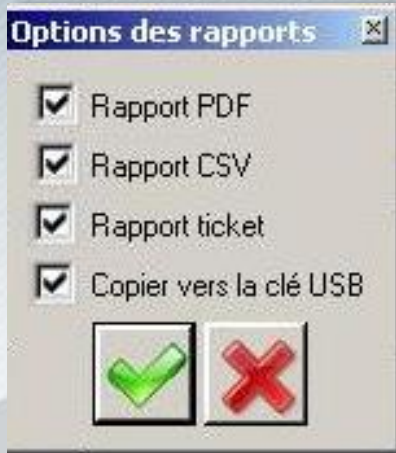 Options des rapports
Rapport PDF
Rapport CSV
Rapport ticket
Copier vers la clé USB